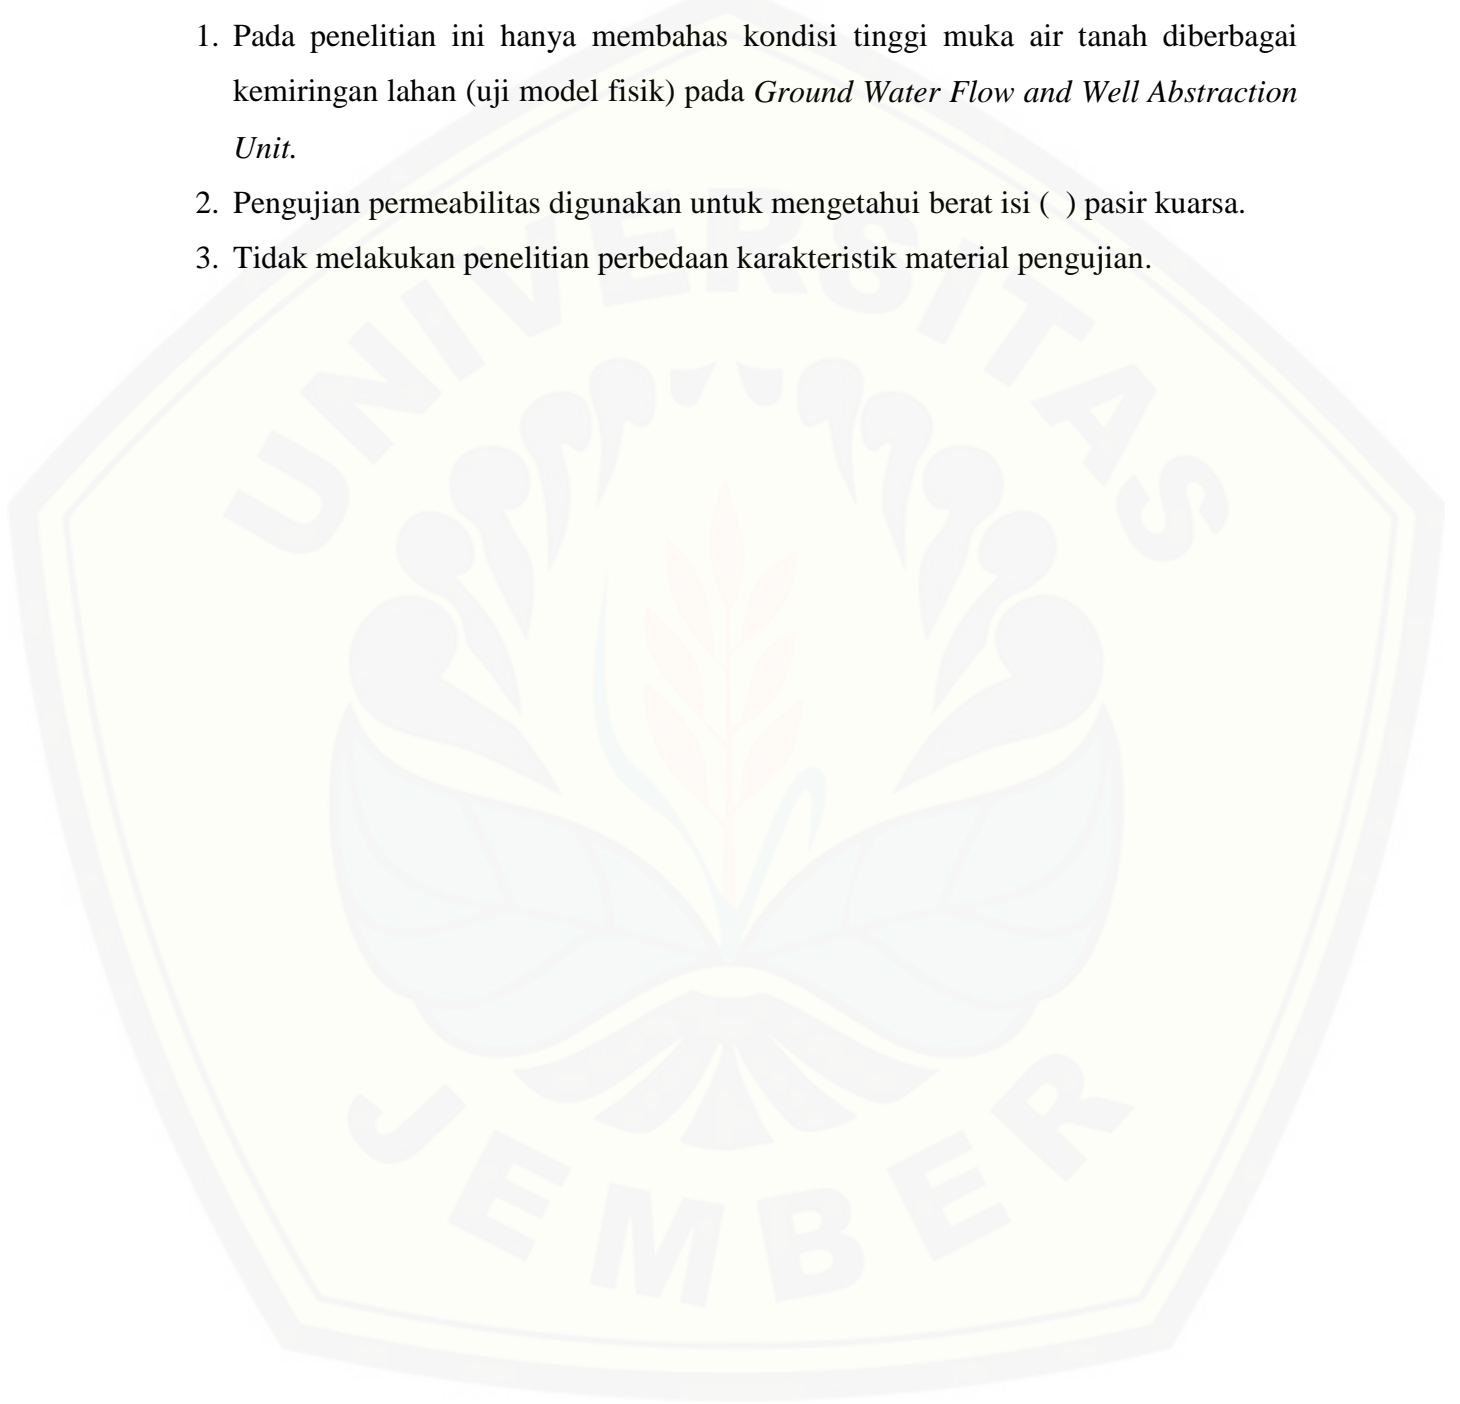 1. Pada penelitian ini hanya membahas kondisi tinggi muka air tanah diberbagai
kemiringan lahan (uji model fisik) pada Ground Water Flow and Well Abstraction
Unit.
2. Pengujian permeabilitas digunakan untuk mengetahui berat isi ( ) pasir kuarsa.
3. Tidak melakukan penelitian perbedaan karakteristik material pengujian.
UNIVERSITAS
JEMBER